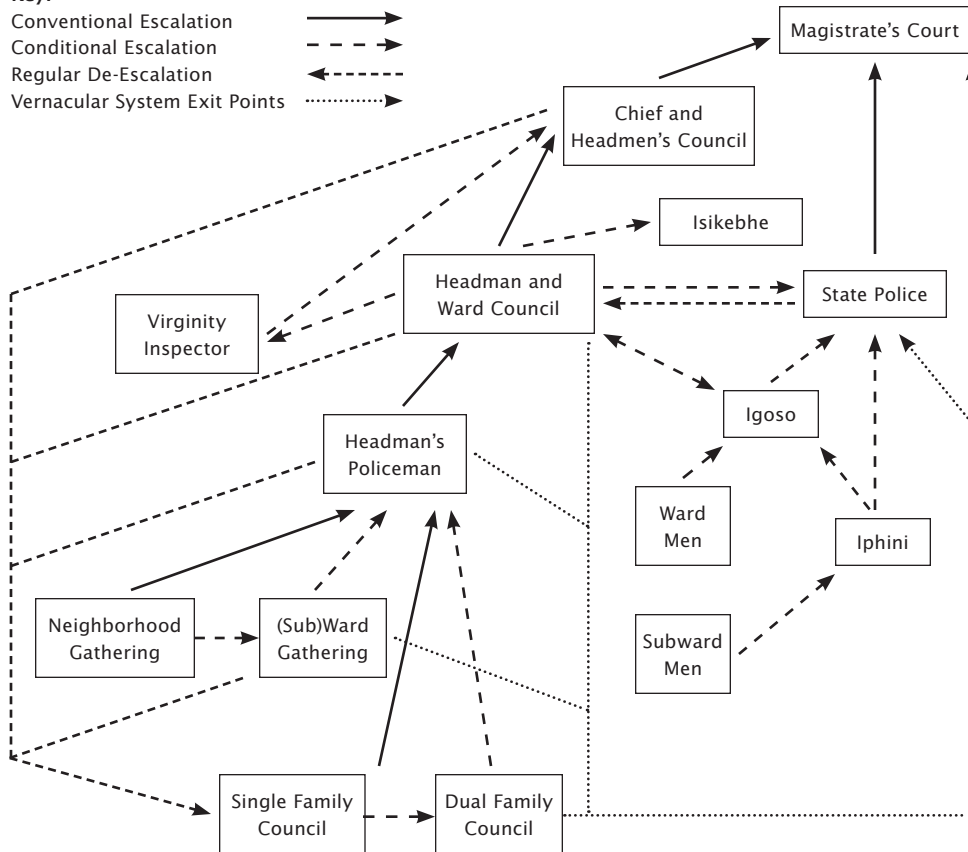 Conventional Escalation
Conditional Escalation
Regular De-Escalation
Vernacular System Exit Points
Magistrate's Court
Chief and
Headmen's Council
Isikebhe
Headman and
Ward Council
State Police
Virginity
Inspector
Igoso
Headman's
Policeman
Ward
Men
Iphini
Neighborhood
Gathering
(Sub)Ward
Gathering
Subward
Men
Single Family
Council
Dual Family
Council